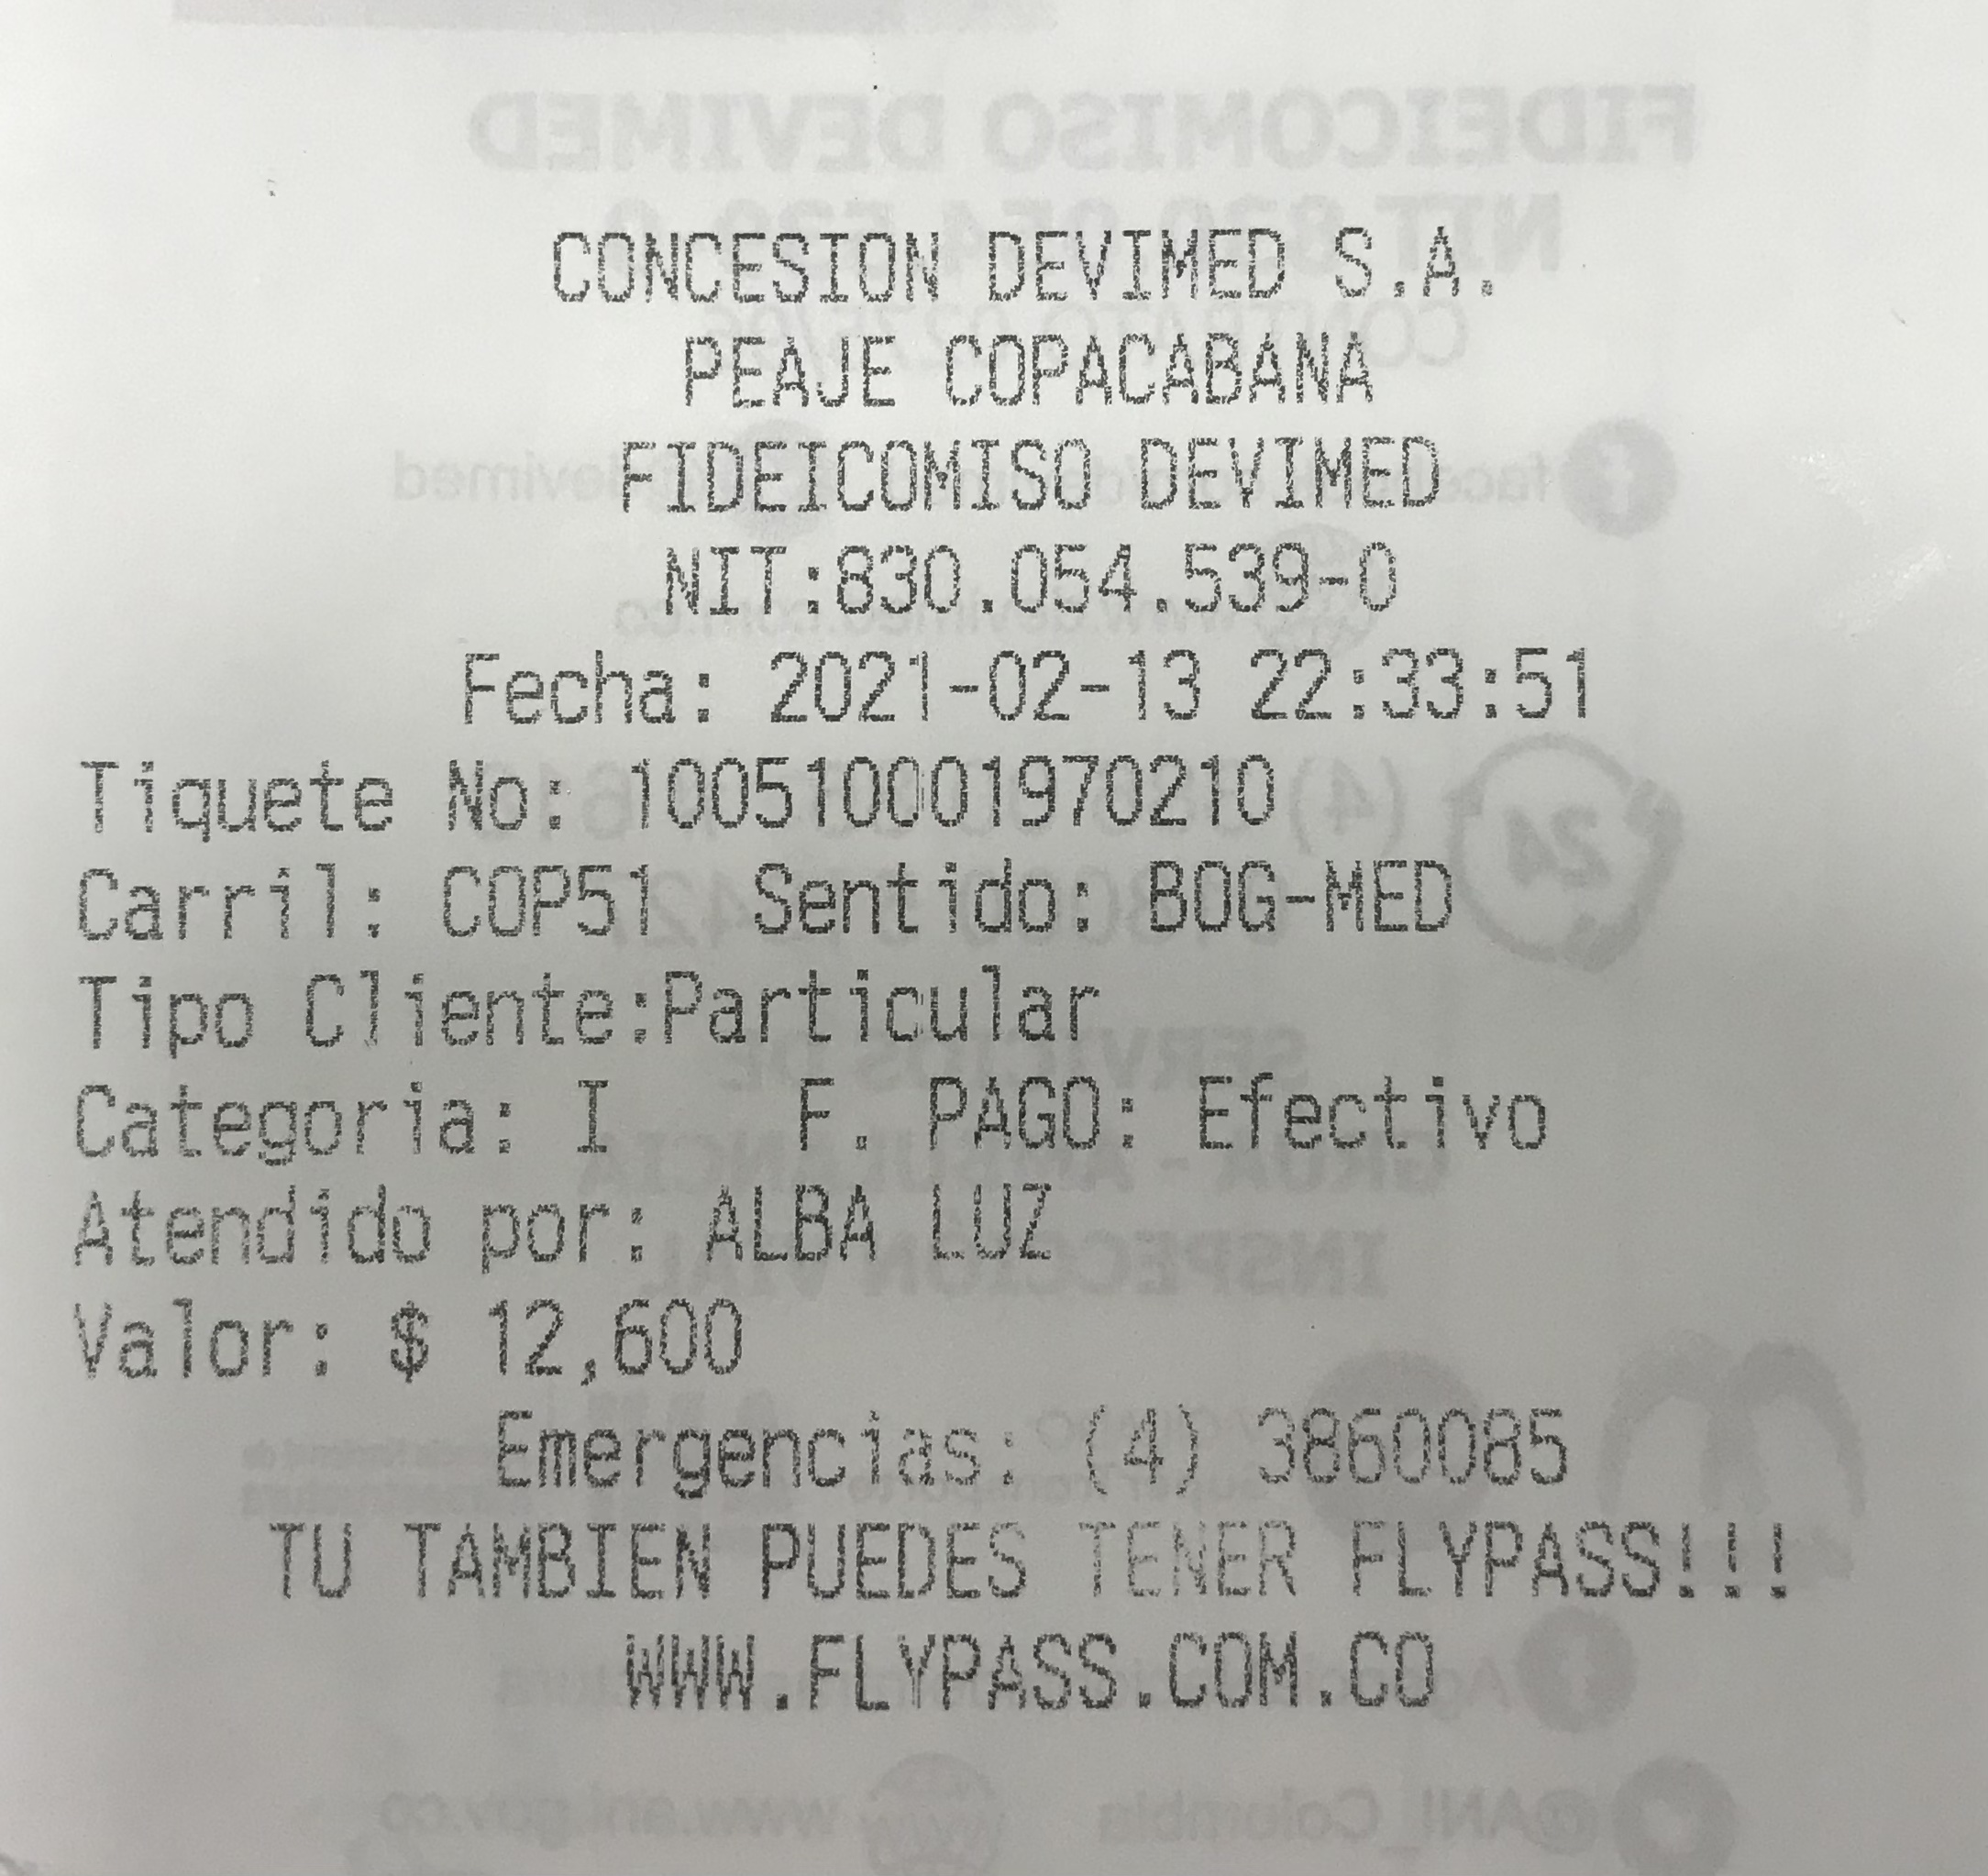 CONCESION DEVIMED S.A.
PEAJE COPACABANA
FIDEICOMISO DEVIMED
NIT:830.054.539-0
Fecha: 2021-02-13 22:33:51
Tiquete No: 100510001970210
Carril: COP51 Sentido: BOG-MED
Tipo Cliente:Particular
Categoria: I F. PAGO: Efectivo
Atendido por: ALBA LUZ
Valor: $ 12,600
Emergencias: (4) 3860085
TU TAMBIEN PUEDES TENER FLYPASS!!!
WWW.FLYPASS.COM.CO